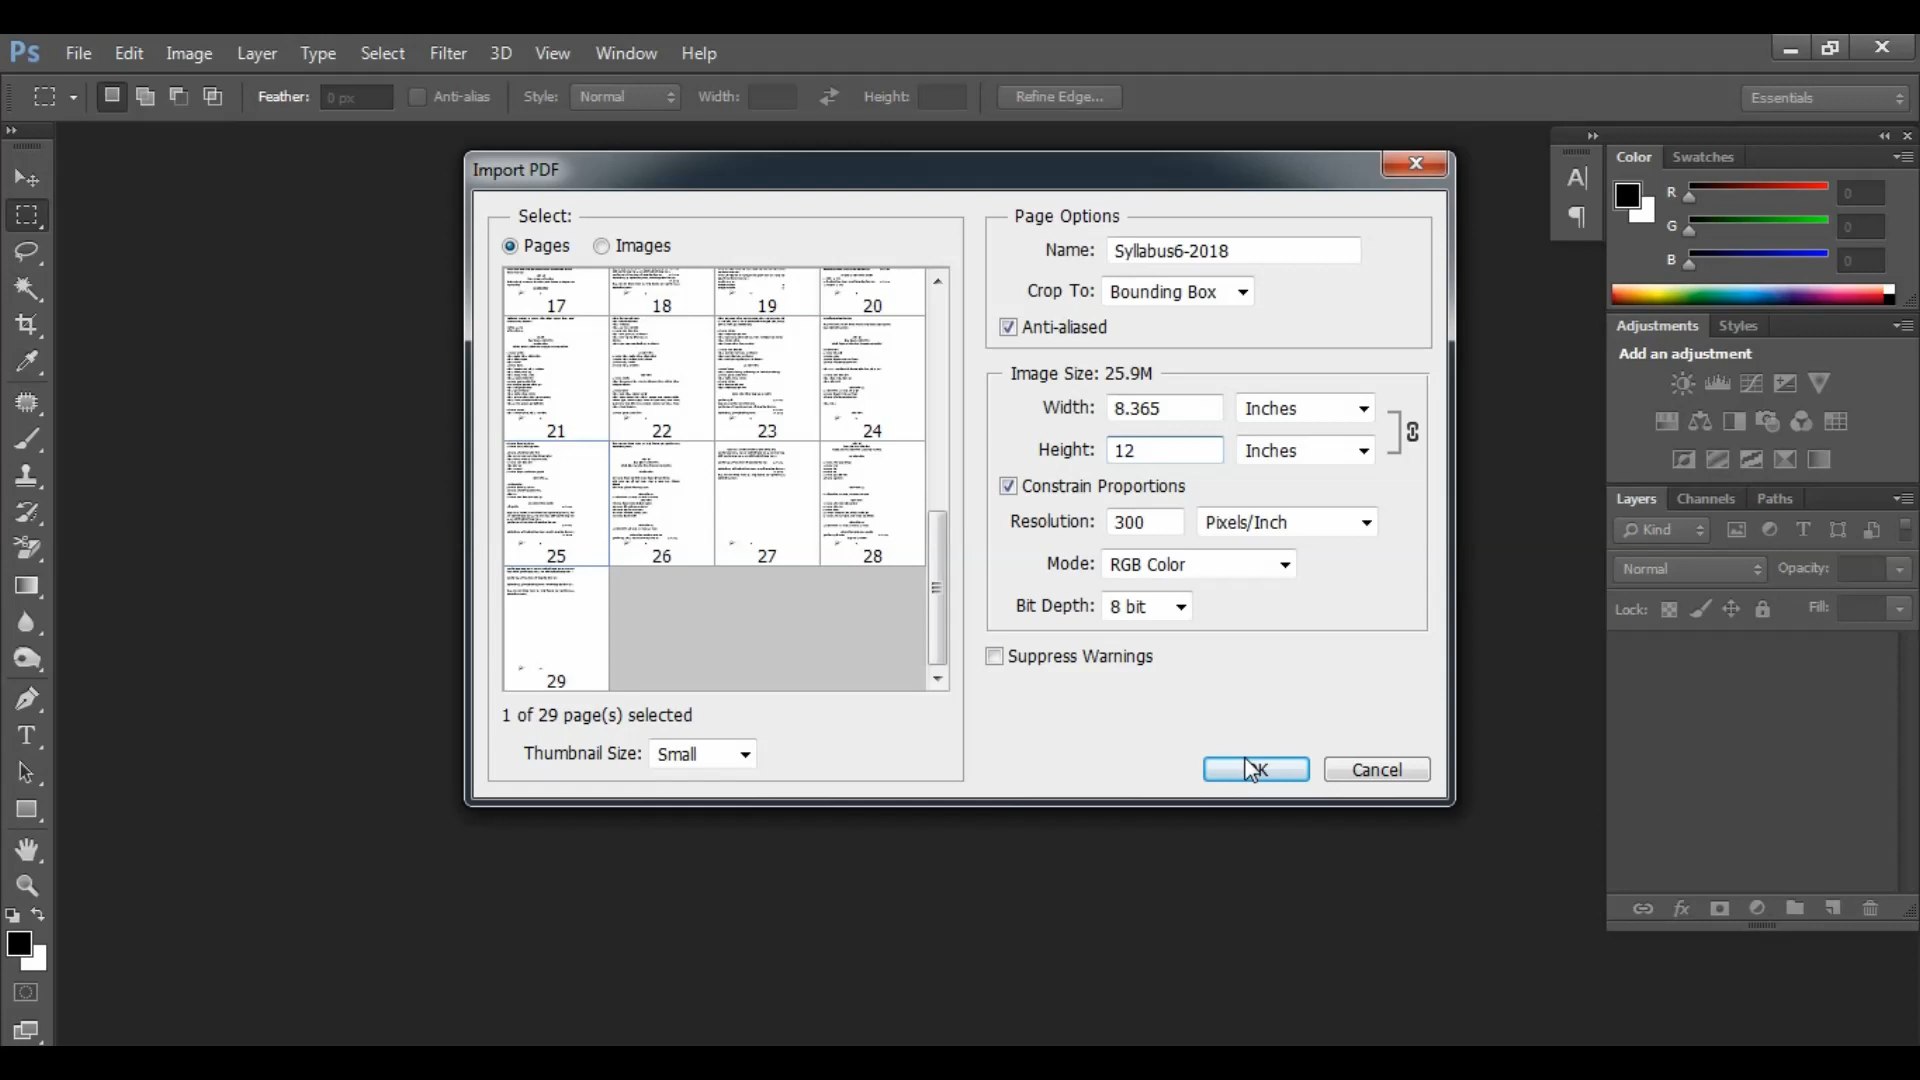 Ps File Edit Image Layer Type Select Filter 3D View Window Help
Feather: 0 px Anti-alias Style: Normal Width: Height: Refine Edge... Essentials
Import PDF
Select:
Pages Images
17 18 19 20
21 22 23 24
25 26 27 28
29
1 of 29 page(s) selected
Thumbnail Size: Small
Page Options
Name: Syllabus6-2018
Crop To: Bounding Box
Anti-aliased
Image Size: 25.9M
Width: 8.365 Inches
Height: 12 Inches
Constrain Proportions
Resolution: 300 Pixels/Inch
Mode: RGB Color
Bit Depth: 8 bit
Suppress Warnings
Cancel
Color Swatches
R 0
G 0
B 0
Adjustments Styles
Add an adjustment
Layers Channels Paths
Kind
Normal Opacity:
Lock: Fill: